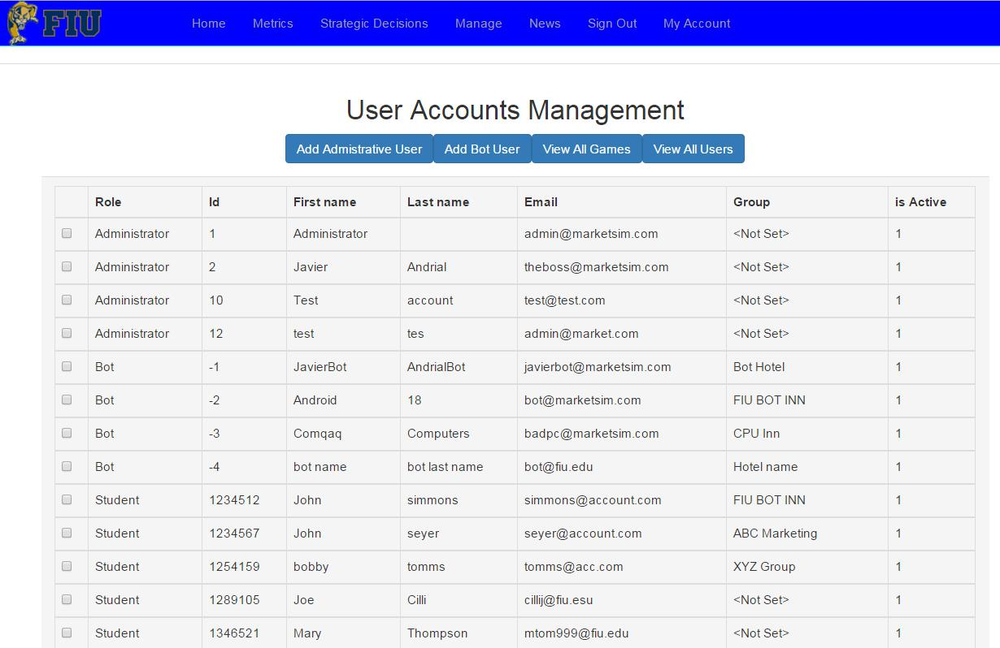 FIU Home Metrics Strategic Decisions Manage News Sign Out My Account
User Accounts Management
Add Admistrative User Add Bot User View All Games View All Users
Role Id First name Last name Email Group is Active
Administrator 1 Administrator admin@marketsim.com <Not Set> 1
Administrator 2 Javier Andrial theboss@marketsim.com <Not Set> 1
Administrator 10 Test account test@test.com <Not Set> 1
Administrator 12 test tes admin@market.com <Not Set> 1
Bot -1 JavierBot AndrialBot javierbot@marketsim.com Bot Hotel 1
Bot -2 Android 18 bot@marketsim.com FIU BOT INN 1
Bot -3 Comqaq Computers badpc@marketsim.com CPU Inn 1
Bot -4 bot name bot last name bot@fiu.edu Hotel name 1
Student 1234512 John simmons simmons@account.com FIU BOT INN 1
Student 1234567 John seyer seyer@account.com ABC Marketing 1
Student 1254159 bobby tomms tomms@acc.com XYZ Group 1
Student 1289105 Joe Cilli cillij@fiu.esu <Not Set> 1
Student 1346521 Mary Thompson mtom999@fiu.edu <Not Set> 1